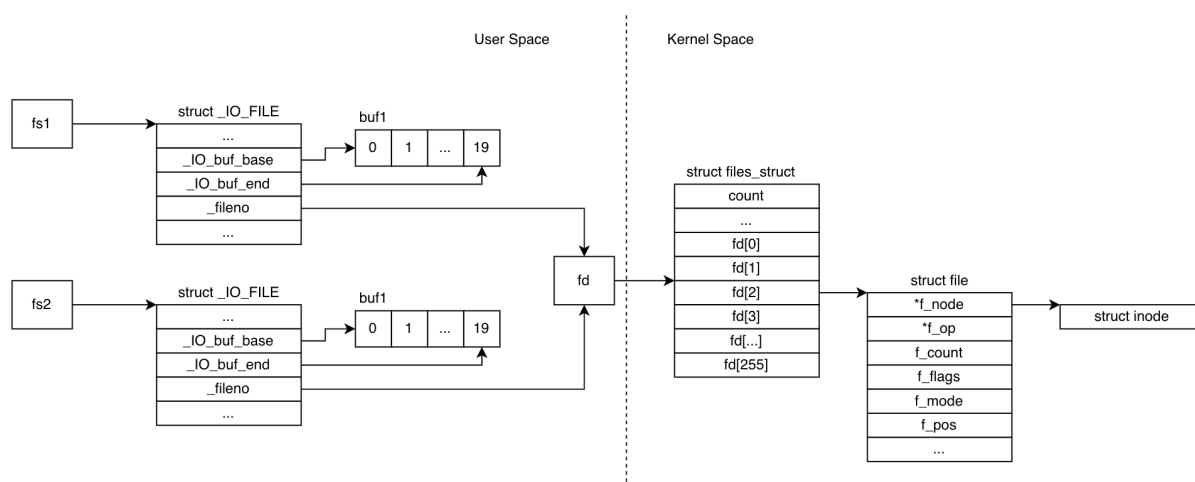 User Space
Kernel Space
fs1
struct _IO_FILE
...
_IO_buf_base
_IO_buf_end
_fileno
...
buf1
0 1 ... 19
fs2
struct _IO_FILE
...
_IO_buf_base
_IO_buf_end
_fileno
...
buf1
0 1 ... 19
fd
struct files_struct
count
...
fd[0]
fd[1]
fd[2]
fd[3]
fd[...]
fd[255]
struct file
*f_node
*f_op
f_count
f_flags
f_mode
f_pos
...
struct inode